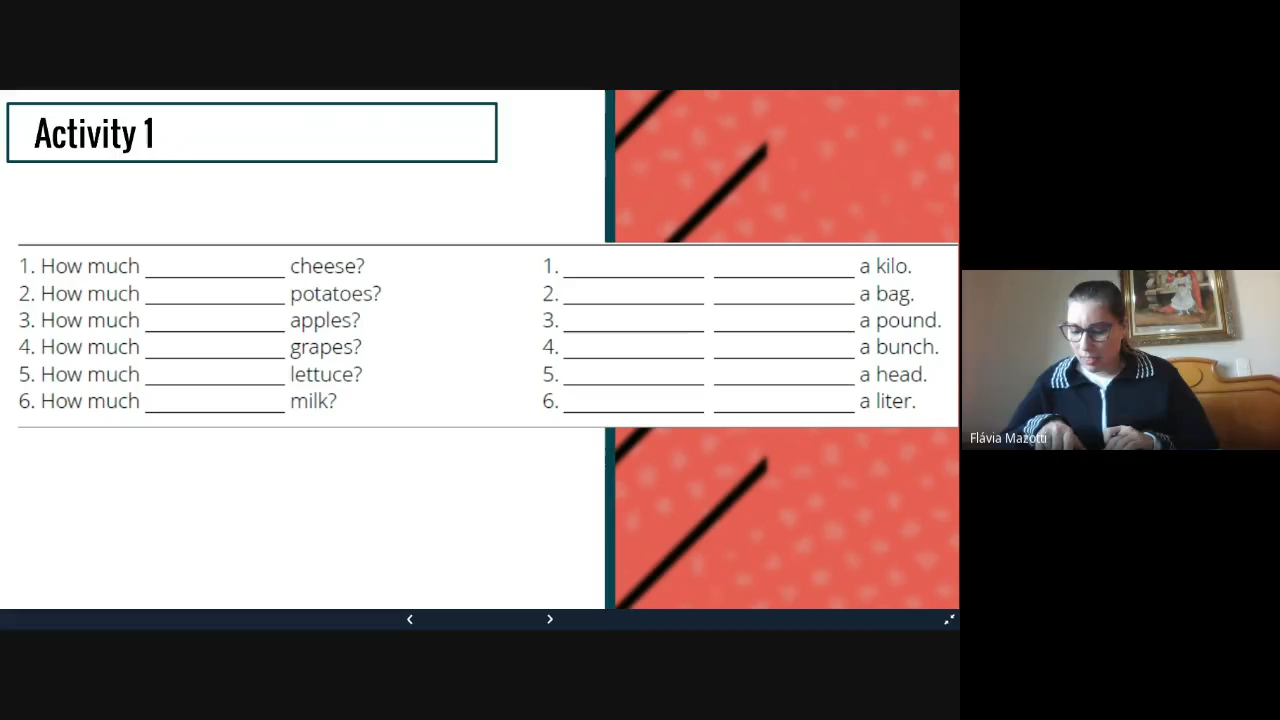 Activity 1
1. How much ____________ cheese?
2. How much ____________ potatoes?
3. How much ____________ apples?
4. How much ____________ grapes?
5. How much ____________ lettuce?
6. How much ____________ milk?
1. ____________ ____________ a kilo.
2. ____________ ____________ a bag.
3. ____________ ____________ a pound.
4. ____________ ____________ a bunch.
5. ____________ ____________ a head.
6. ____________ ____________ a liter.
Flávia Mazotti